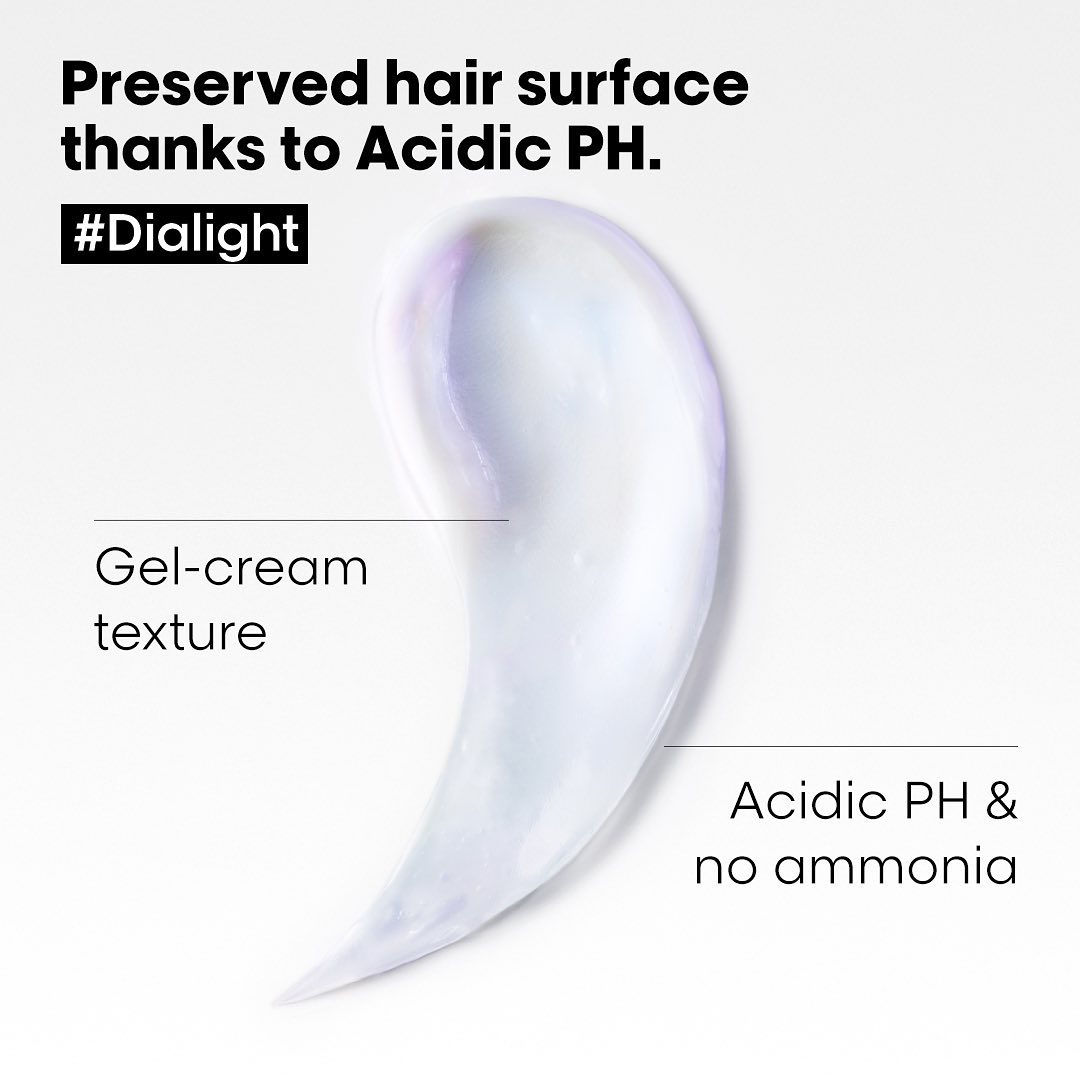 Preserved hair surface
thanks to Acidic PH.
#Dialight
Gel-cream
texture
Acidic PH &
no ammonia